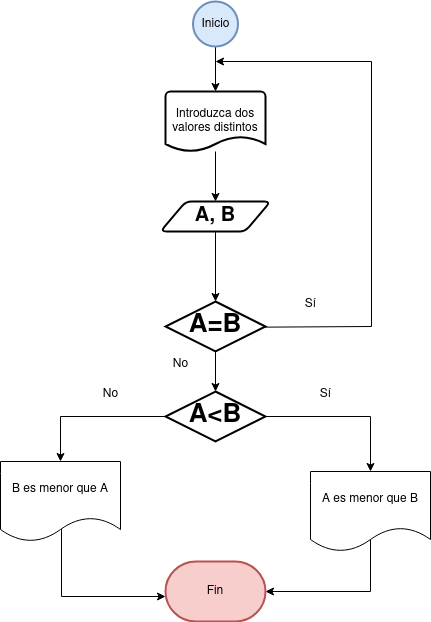 Inicio
Introduzca dos
valores distintos
A, B
Sí
A=B
No
No
Sí
A<B
B es menor que A
A es menor que B
Fin